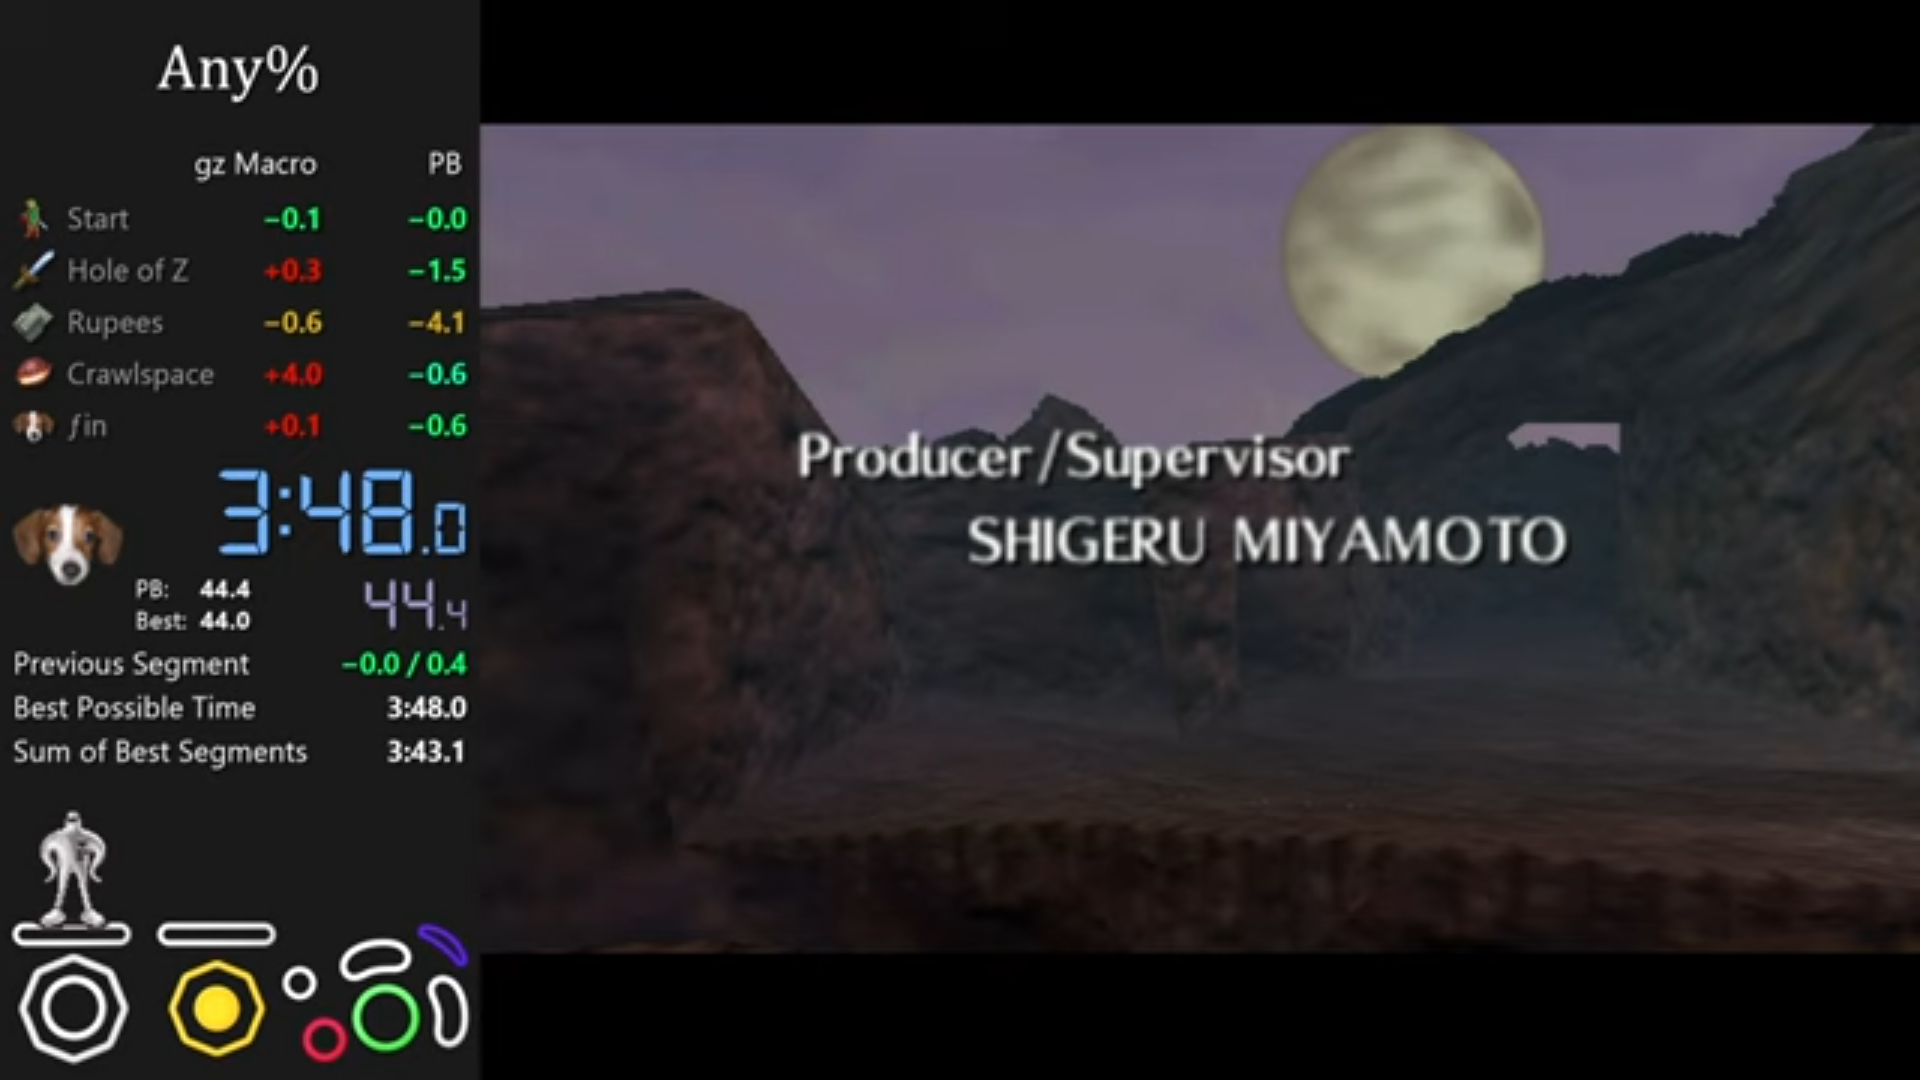 Any%
gz Macro PB
Start −0.1 −0.0
Hole of Z +0.3 −1.5
Rupees −0.6 −4.1
Crawlspace +4.0 −0.6
ƒin +0.1 −0.6
3:48.0
PB: 44.4
Best: 44.0
44.4
Previous Segment −0.0 / 0.4
Best Possible Time 3:48.0
Sum of Best Segments 3:43.1
Producer/Supervisor
SHIGERU MIYAMOTO